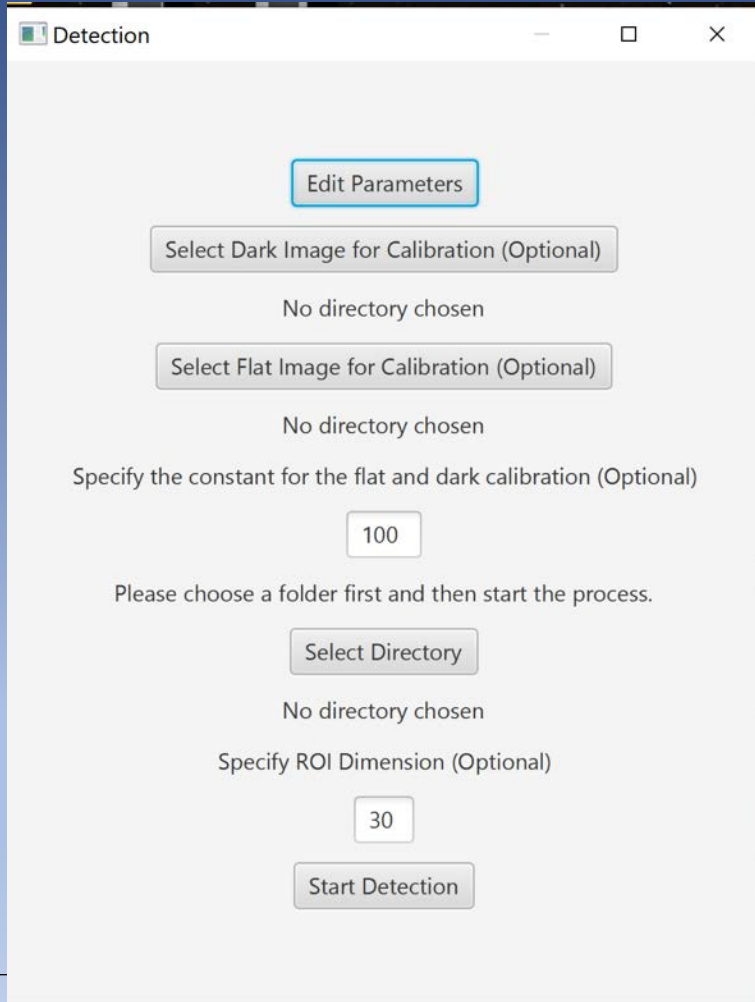 Detection
Edit Parameters
Select Dark Image for Calibration (Optional)
No directory chosen
Select Flat Image for Calibration (Optional)
No directory chosen
Specify the constant for the flat and dark calibration (Optional)
100
Please choose a folder first and then start the process.
Select Directory
No directory chosen
Specify ROI Dimension (Optional)
30
Start Detection